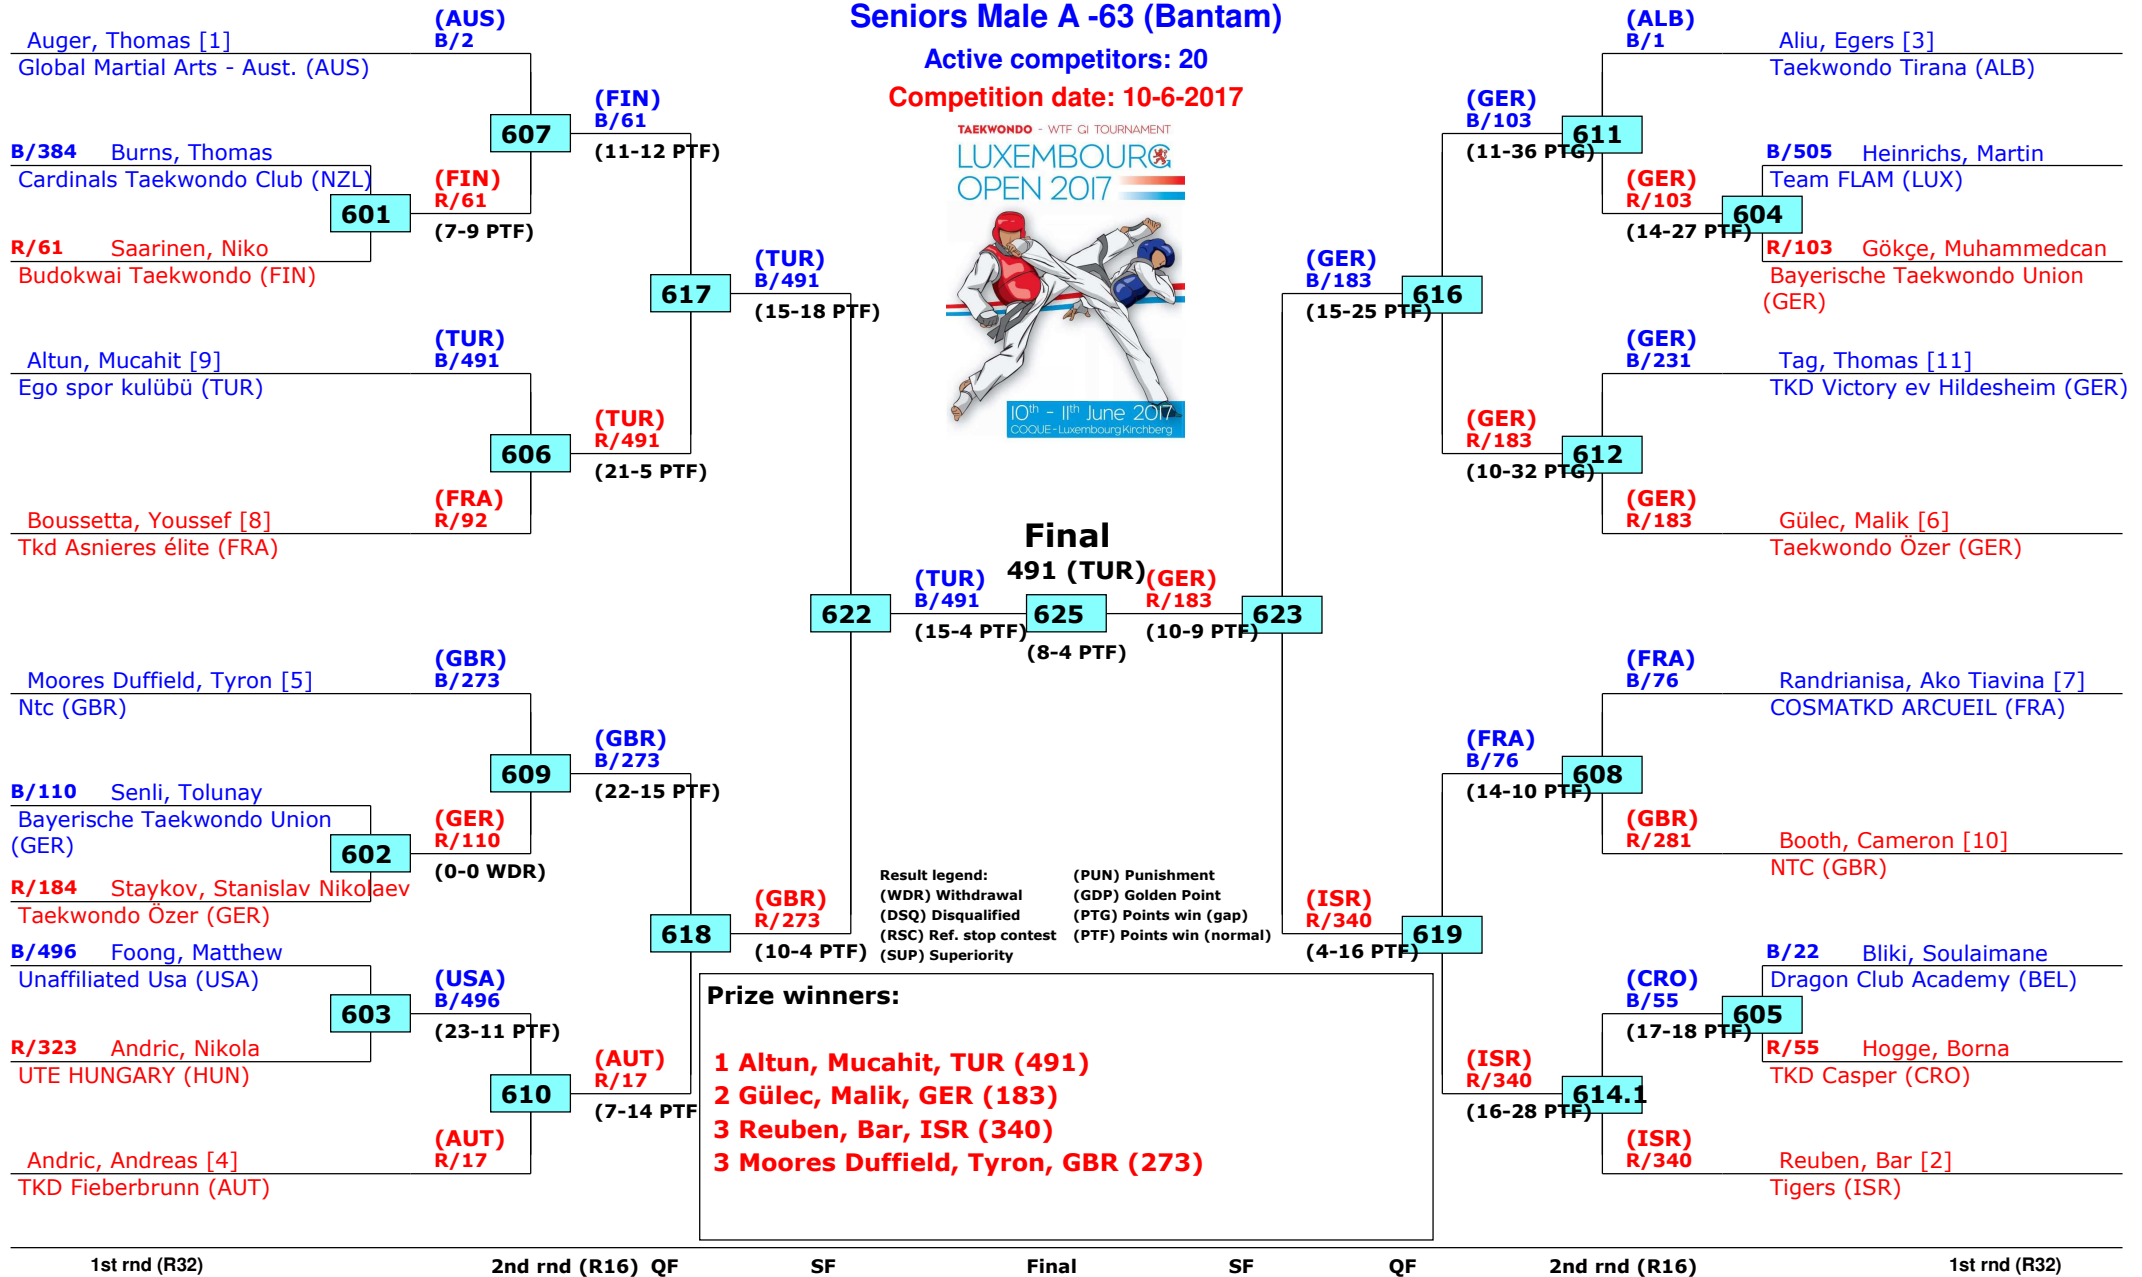 Seniors Male A -63 (Bantam)
Active competitors: 20
Competition date: 10-6-2017
TAEKWONDO - WTF G1 TOURNAMENT
LUXEMBOURG
OPEN 2017
10th - 11th June 2017
COQUE - Luxembourg Kirchberg
(AUS)
Auger, Thomas [1] B/2
Global Martial Arts - Aust. (AUS)
607
(FIN)
B/61
(11-12 PTF)
B/384 Burns, Thomas
Cardinals Taekwondo Club (NZL)
601
(FIN)
R/61
(7-9 PTF)
R/61 Saarinen, Niko
Budokwai Taekwondo (FIN)
617
(TUR)
B/491
(15-18 PTF)
(TUR)
Altun, Mucahit [9] B/491
Ego spor kulübü (TUR)
606
(TUR)
R/491
(21-5 PTF)
(FRA)
Boussetta, Youssef [8] R/92
Tkd Asnieres élite (FRA)
622
(TUR)
B/491
(15-4 PTF)
(GBR)
Moores Duffield, Tyron [5] B/273
Ntc (GBR)
609
(GBR)
B/273
(22-15 PTF)
B/110 Senli, Tolunay
Bayerische Taekwondo Union
(GER)
602
(GER)
R/110
(0-0 WDR)
R/184 Staykov, Stanislav Nikolaev
Taekwondo Özer (GER)
618
(GBR)
R/273
(10-4 PTF)
B/496 Foong, Matthew
Unaffiliated Usa (USA)
603
(USA)
B/496
(23-11 PTF)
R/323 Andric, Nikola
UTE HUNGARY (HUN)
610
(AUT)
R/17
(7-14 PTF
(AUT)
Andric, Andreas [4] R/17
TKD Fieberbrunn (AUT)
Final
491 (TUR)
625
(8-4 PTF)
(ALB)
B/1 Aliu, Egers [3]
Taekwondo Tirana (ALB)
(GER)
B/103
(11-36 PTG)
611
B/505 Heinrichs, Martin
Team FLAM (LUX)
(GER)
R/103
(14-27 PTF)
604
R/103 Gökçe, Muhammedcan
Bayerische Taekwondo Union
(GER)
(GER)
B/183
(15-25 PTF)
616
(GER)
B/231 Tag, Thomas [11]
TKD Victory ev Hildesheim (GER)
(GER)
R/183
(10-32 PTG)
612
(GER)
R/183 Gülec, Malik [6]
Taekwondo Özer (GER)
(GER)
R/183
(10-9 PTF)
623
(FRA)
B/76 Randrianisa, Ako Tiavina [7]
COSMATKD ARCUEIL (FRA)
(FRA)
B/76
(14-10 PTF)
608
(GBR)
R/281 Booth, Cameron [10]
NTC (GBR)
(ISR)
R/340
(4-16 PTF)
619
B/22 Bliki, Soulaimane
Dragon Club Academy (BEL)
(CRO)
B/55
(17-18 PTF)
605
R/55 Hogge, Borna
TKD Casper (CRO)
(ISR)
R/340
(16-28 PTF)
614.1
(ISR)
R/340 Reuben, Bar [2]
Tigers (ISR)
Result legend: (PUN) Punishment
(WDR) Withdrawal (GDP) Golden Point
(DSQ) Disqualified (PTG) Points win (gap)
(RSC) Ref. stop contest (PTF) Points win (normal)
(SUP) Superiority
Prize winners:
1 Altun, Mucahit, TUR (491)
2 Gülec, Malik, GER (183)
3 Reuben, Bar, ISR (340)
3 Moores Duffield, Tyron, GBR (273)
1st rnd (R32) 2nd rnd (R16) QF SF Final SF QF 2nd rnd (R16) 1st rnd (R32)